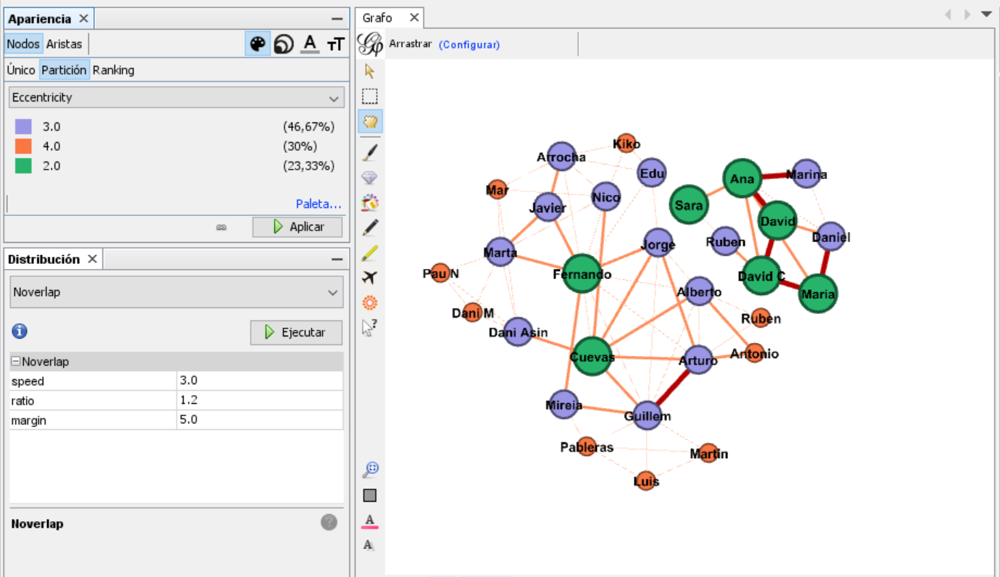 Apariencia
Nodos Aristas
A
Único Partición Ranking
Eccentricity
3.0 (46,67%)
4.0 (30%)
2.0 (23,33%)
Paleta...
Aplicar
Distribución
Noverlap
Ejecutar
Noverlap
speed 3.0
ratio 1.2
margin 5.0
Noverlap
Grafo
Arrastrar (Configurar)
Kiko
Arrocha
Edu
Ana
Marina
Mar
Nico
Javier
Sara
David
Daniel
Ruben
Jorge
Marta
Pau N
Fernando
David C
Maria
Alberto
Dani M
Ruben
Dani Asin
Cuevas
Arturo
Antonio
Mireia
Guillem
Pableras
Martin
Luis
A
A